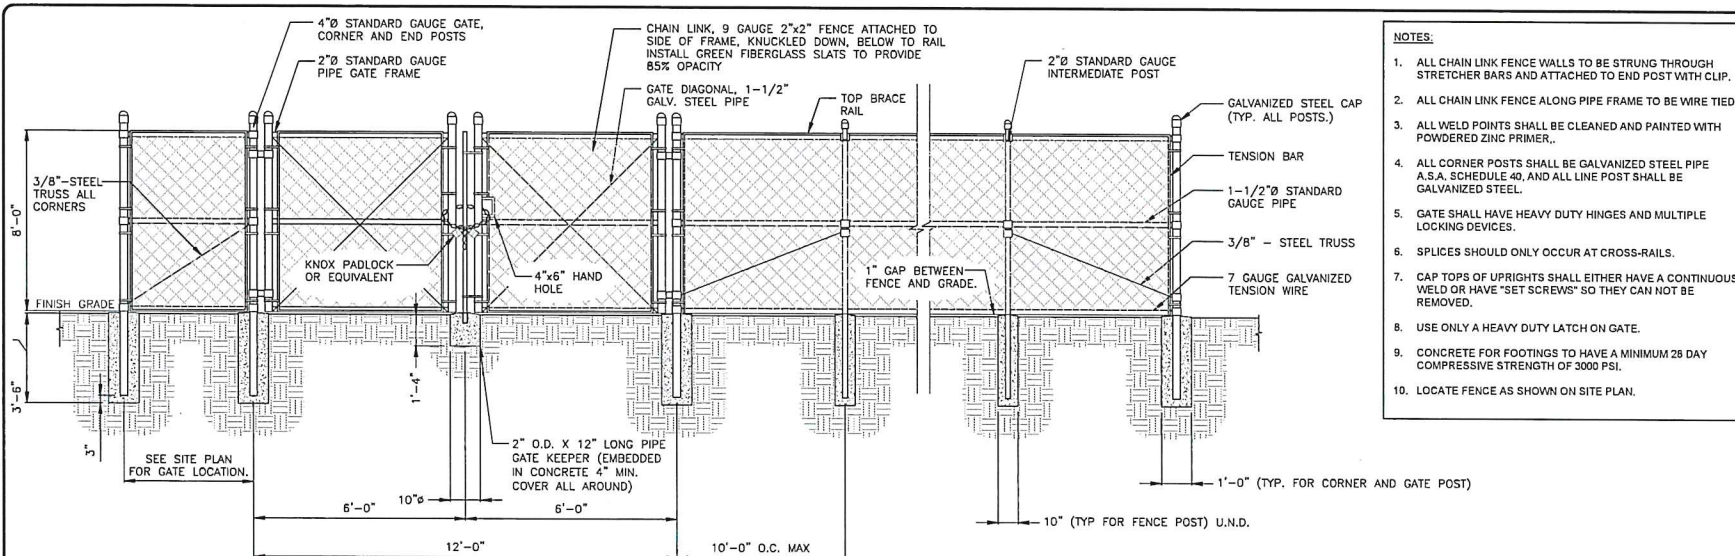 4"Ø STANDARD GAUGE GATE,
CORNER AND END POSTS
2"Ø STANDARD GAUGE
PIPE GATE FRAME
CHAIN LINK, 9 GAUGE 2"x2" FENCE ATTACHED TO
SIDE OF FRAME, KNUCKLED DOWN, BELOW TO RAIL
INSTALL GREEN FIBERGLASS SLATS TO PROVIDE
85% OPACITY
GATE DIAGONAL, 1-1/2"
GALV. STEEL PIPE
TOP BRACE
RAIL
2"Ø STANDARD GAUGE
INTERMEDIATE POST
GALVANIZED STEEL CAP
(TYP. ALL POSTS.)
TENSION BAR
1-1/2"Ø STANDARD
GAUGE PIPE
3/8" - STEEL TRUSS
7 GAUGE GALVANIZED
TENSION WIRE
8'-0"
3/8"-STEEL
TRUSS ALL
CORNERS
KNOX PADLOCK
OR EQUIVALENT
4"x6" HAND
HOLE
1" GAP BETWEEN
FENCE AND GRADE.
FINISH GRADE
3'-6"
3"
1'-4"
SEE SITE PLAN
FOR GATE LOCATION.
2" O.D. X 12" LONG PIPE
GATE KEEPER (EMBEDDED
IN CONCRETE 4" MIN.
COVER ALL AROUND)
10"ø
6'-0"
6'-0"
12'-0"
10'-0" O.C. MAX
1'-0" (TYP. FOR CORNER AND GATE POST)
10" (TYP FOR FENCE POST) U.N.D.
NOTES:
1. ALL CHAIN LINK FENCE WALLS TO BE STRUNG THROUGH
STRETCHER BARS AND ATTACHED TO END POST WITH CLIP.
2. ALL CHAIN LINK FENCE ALONG PIPE FRAME TO BE WIRE TIED
3. ALL WELD POINTS SHALL BE CLEANED AND PAINTED WITH
POWDERED ZINC PRIMER,.
4. ALL CORNER POSTS SHALL BE GALVANIZED STEEL PIPE
A.S.A. SCHEDULE 40, AND ALL LINE POST SHALL BE
GALVANIZED STEEL.
5. GATE SHALL HAVE HEAVY DUTY HINGES AND MULTIPLE
LOCKING DEVICES.
6. SPLICES SHOULD ONLY OCCUR AT CROSS-RAILS.
7. CAP TOPS OF UPRIGHTS SHALL EITHER HAVE A CONTINUOUS
WELD OR HAVE "SET SCREWS" SO THEY CAN NOT BE
REMOVED.
8. USE ONLY A HEAVY DUTY LATCH ON GATE.
9. CONCRETE FOR FOOTINGS TO HAVE A MINIMUM 28 DAY
COMPRESSIVE STRENGTH OF 3000 PSI.
10. LOCATE FENCE AS SHOWN ON SITE PLAN.